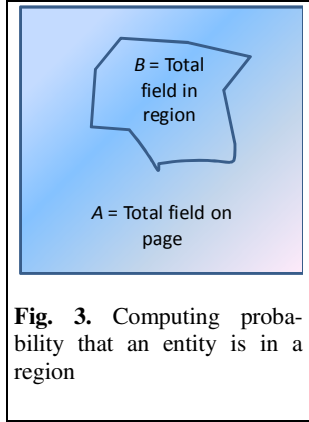 B = Total
field in
region
A = Total field on
page
Fig. 3. Computing proba-
bility that an entity is in a
region